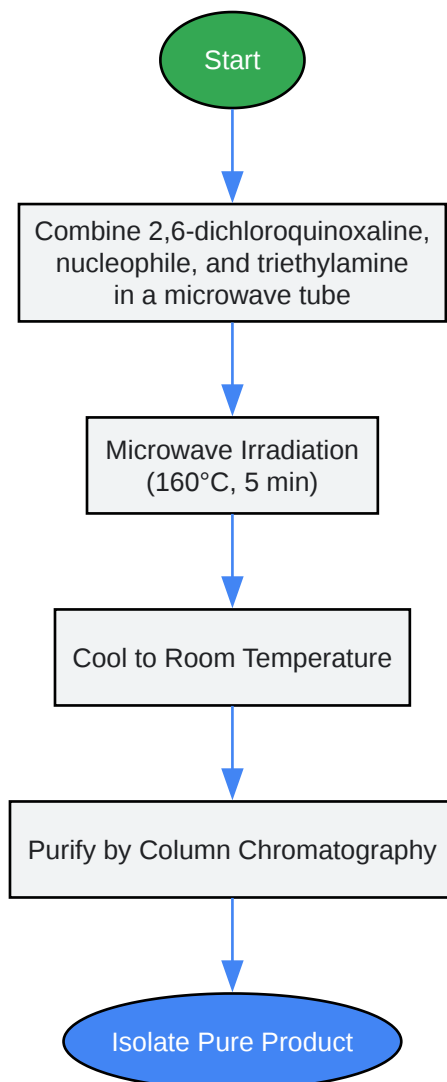 Start
Combine 2,6-dichloroquinoxaline,
nucleophile, and triethylamine
in a microwave tube
Microwave Irradiation
(160°C, 5 min)
Cool to Room Temperature
Purify by Column Chromatography
Isolate Pure Product